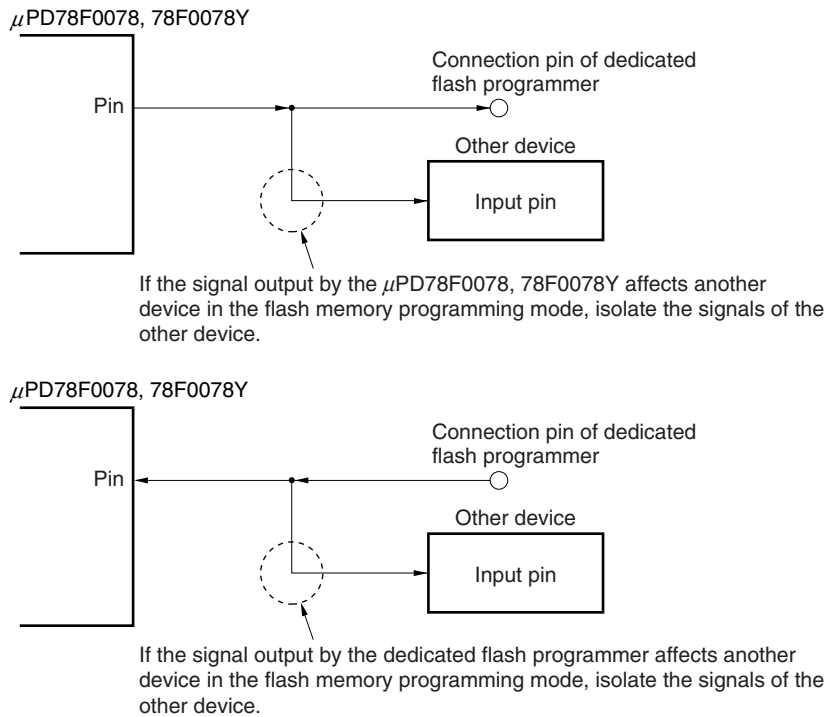 μPD78F0078, 78F0078Y
Connection pin of dedicated
flash programmer
Pin
Other device
Input pin
If the signal output by the μPD78F0078, 78F0078Y affects another
device in the flash memory programming mode, isolate the signals of the
other device.
μPD78F0078, 78F0078Y
Connection pin of dedicated
flash programmer
Pin
Other device
Input pin
If the signal output by the dedicated flash programmer affects another
device in the flash memory programming mode, isolate the signals of the
other device.